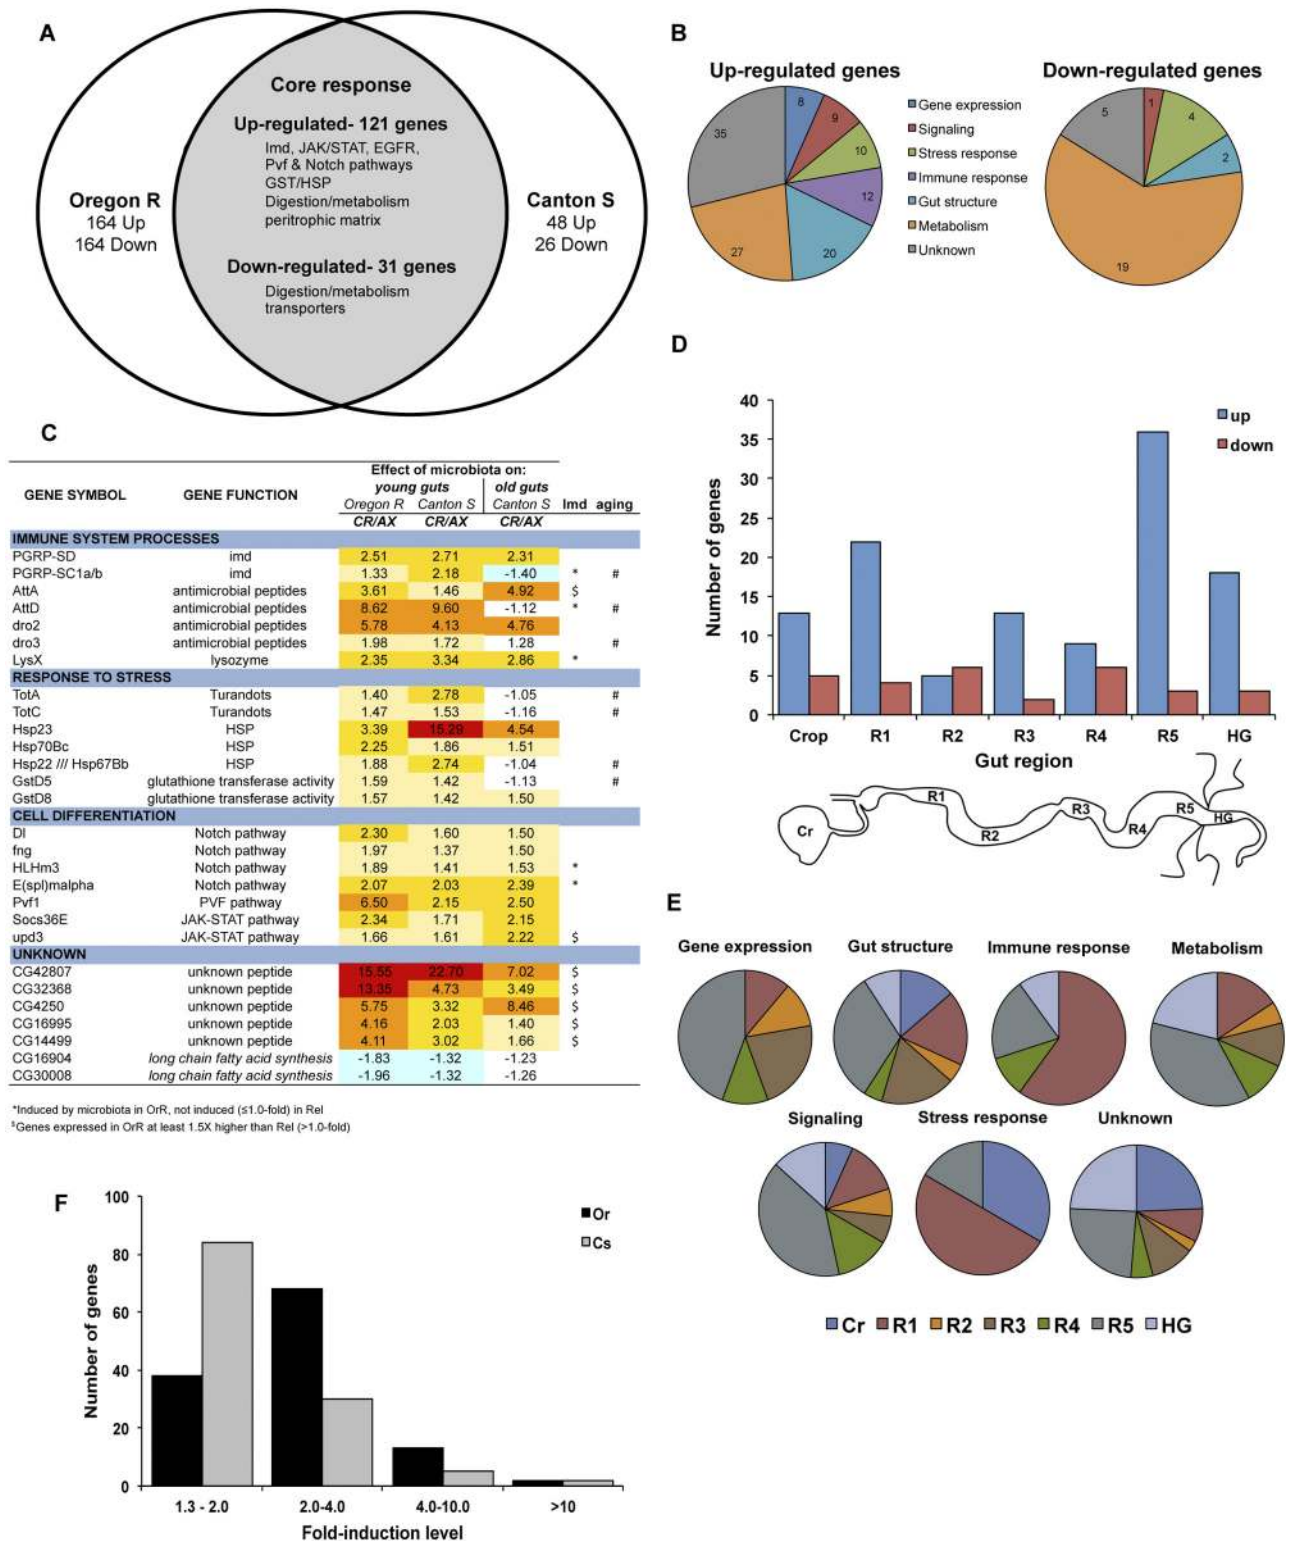 A
Core response
Up-regulated- 121 genes
Imd, JAK/STAT, EGFR,
Pvf & Notch pathways
GST/HSP
Digestion/metabolism
peritrophic matrix
Down-regulated- 31 genes
Digestion/metabolism
transporters
Oregon R
164 Up
164 Down
Canton S
48 Up
26 Down
B
Up-regulated genes
8
9
10
12
20
27
35
Gene expression
Signaling
Stress response
Immune response
Gut structure
Metabolism
Unknown
Down-regulated genes
1
4
2
19
5
C
Effect of microbiota on:
young guts old guts
GENE SYMBOL GENE FUNCTION Oregon R Canton S Canton S Imd aging
CR/AX CR/AX CR/AX
IMMUNE SYSTEM PROCESSES
PGRP-SD imd 2.51 2.71 2.31
PGRP-SC1a/b imd 1.33 2.18 -1.40 * #
AttA antimicrobial peptides 3.61 1.46 4.92 $
AttD antimicrobial peptides 8.62 9.60 -1.12 * #
dro2 antimicrobial peptides 5.78 4.13 4.76
dro3 antimicrobial peptides 1.98 1.72 1.28 #
LysX lysozyme 2.35 3.34 2.86 *
RESPONSE TO STRESS
TotA Turandots 1.40 2.78 -1.05 #
TotC Turandots 1.47 1.53 -1.16 #
Hsp23 HSP 3.39 15.29 4.54
Hsp70Bc HSP 2.25 1.86 1.51
Hsp22 /// Hsp67Bb HSP 1.88 2.74 -1.04 #
GstD5 glutathione transferase activity 1.59 1.42 -1.13 #
GstD8 glutathione transferase activity 1.57 1.42 1.50
CELL DIFFERENTIATION
Dl Notch pathway 2.30 1.60 1.50
fng Notch pathway 1.97 1.37 1.50
HLHm3 Notch pathway 1.89 1.41 1.53 *
E(spl)malpha Notch pathway 2.07 2.03 2.39 *
Pvf1 PVF pathway 6.50 2.15 2.50
Socs36E JAK-STAT pathway 2.34 1.71 2.15
upd3 JAK-STAT pathway 1.66 1.61 2.22 $
UNKNOWN
CG42807 unknown peptide 15.55 22.70 7.02 $
CG32368 unknown peptide 13.35 4.73 3.49 $
CG4250 unknown peptide 5.75 3.32 8.46 $
CG16995 unknown peptide 4.16 2.03 1.40 $
CG14499 unknown peptide 4.11 3.02 1.66 $
CG16904 long chain fatty acid synthesis -1.83 -1.32 -1.23
CG30008 long chain fatty acid synthesis -1.96 -1.32 -1.26
*Induced by microbiota in OrR, not induced (≤1.0-fold) in Rel
$Genes expressed in OrR at least 1.5X higher than Rel (>1.0-fold)
D
Number of genes
40
35
30
25
20
15
10
5
0
up
down
Crop R1 R2 R3 R4 R5 HG
Gut region
Cr R1 R2 R3 R4 R5 HG
E
Gene expression Gut structure Immune response Metabolism
Signaling Stress response Unknown
Cr R1 R2 R3 R4 R5 HG
F
Number of genes
100
80
60
40
20
0
Or
Cs
1.3 - 2.0 2.0-4.0 4.0-10.0 >10
Fold-induction level